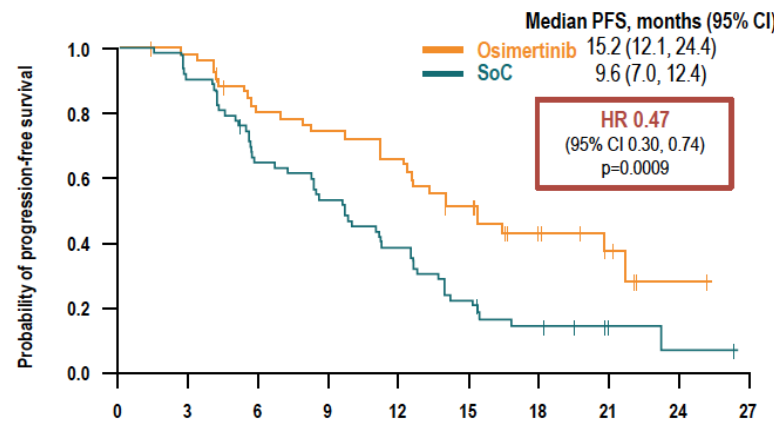 Median PFS, months (95% CI)
Osimertinib 15.2 (12.1, 24.4)
SoC 9.6 (7.0, 12.4)
HR 0.47
(95% CI 0.30, 0.74)
p=0.0009
Probability of progression-free survival
1.0
0.8
0.6
0.4
0.2
0.0
0 3 6 9 12 15 18 21 24 27